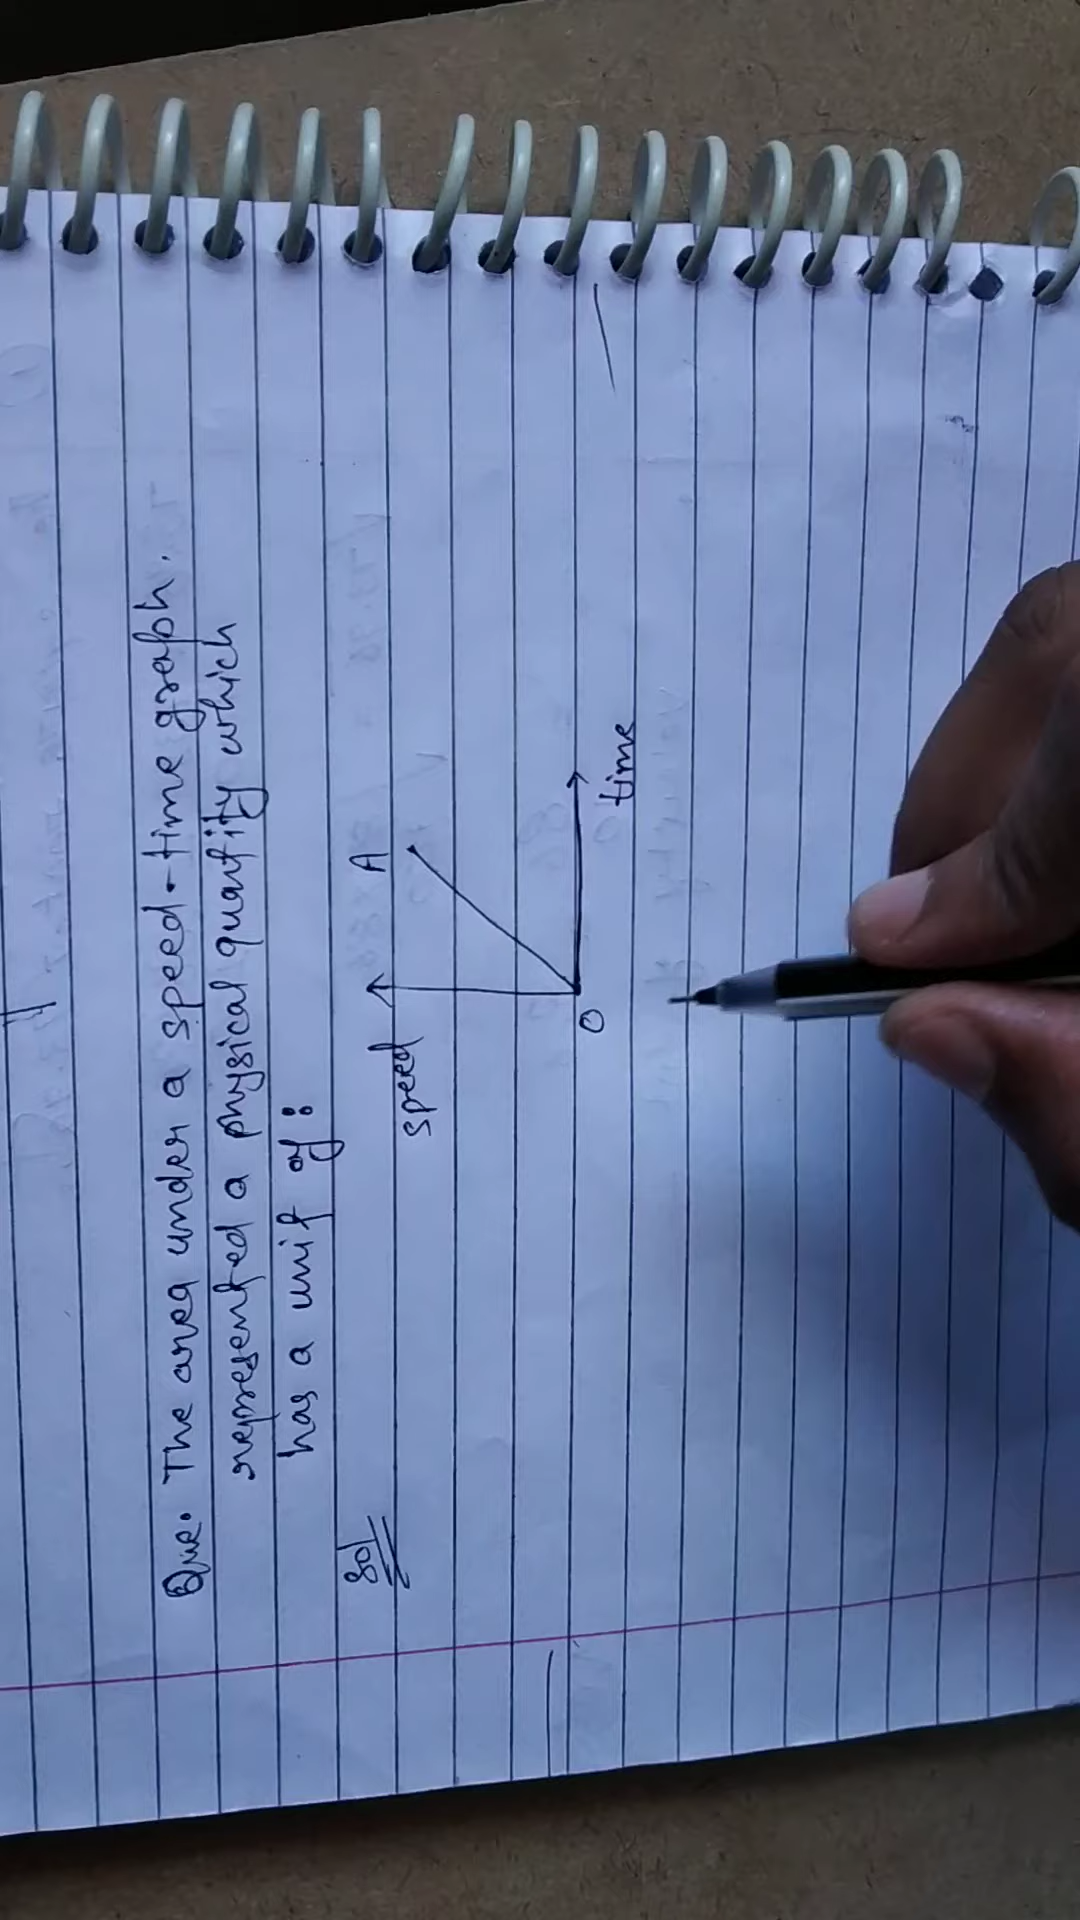 Que. The area under a speed-time graph.
represented a physical quantity which
has a unit of :
Sol
A
speed
O
time